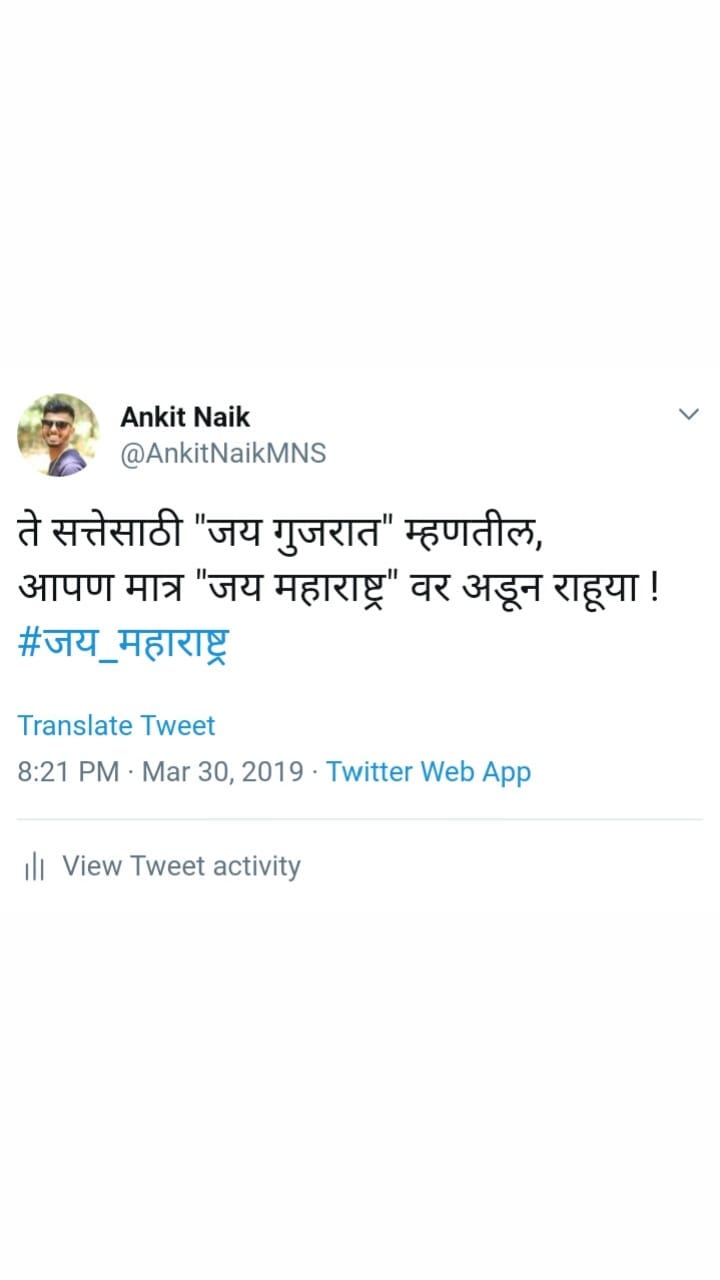 Ankit Naik
@AnkitNaikMNS
ते सत्तेसाठी "जय गुजरात" म्हणतील,
आपण मात्र "जय महाराष्ट्र" वर अडून राहूया !
#जय_महाराष्ट्र
Translate Tweet
8:21 PM · Mar 30, 2019 · Twitter Web App
View Tweet activity